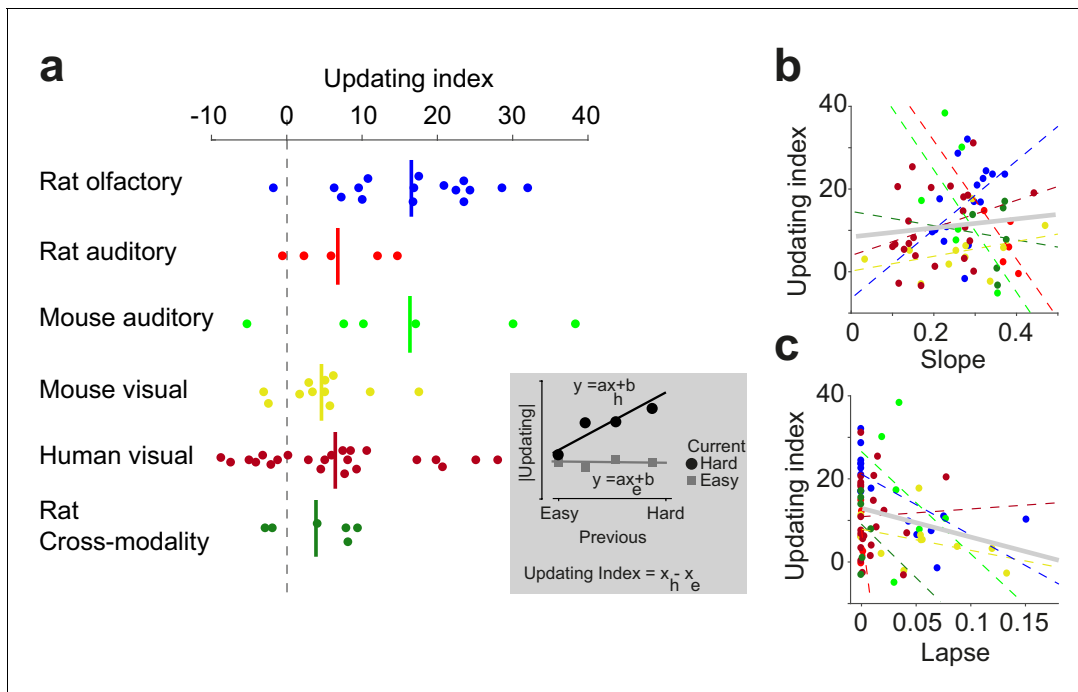 a
Updating index
-10 0 10 20 30 40
Rat olfactory
Rat auditory
Mouse auditory
Mouse visual
Human visual
Rat
Cross-modality
|Updating|
y =ax+b
h
y =ax+b
e
Current
Hard
Easy
Easy Hard
Previous
Updating Index = x - x
h e
b
Updating index
40
20
0
0 0.2 0.4
Slope
c
Updating index
40
20
0
0 0.05 0.1 0.15
Lapse